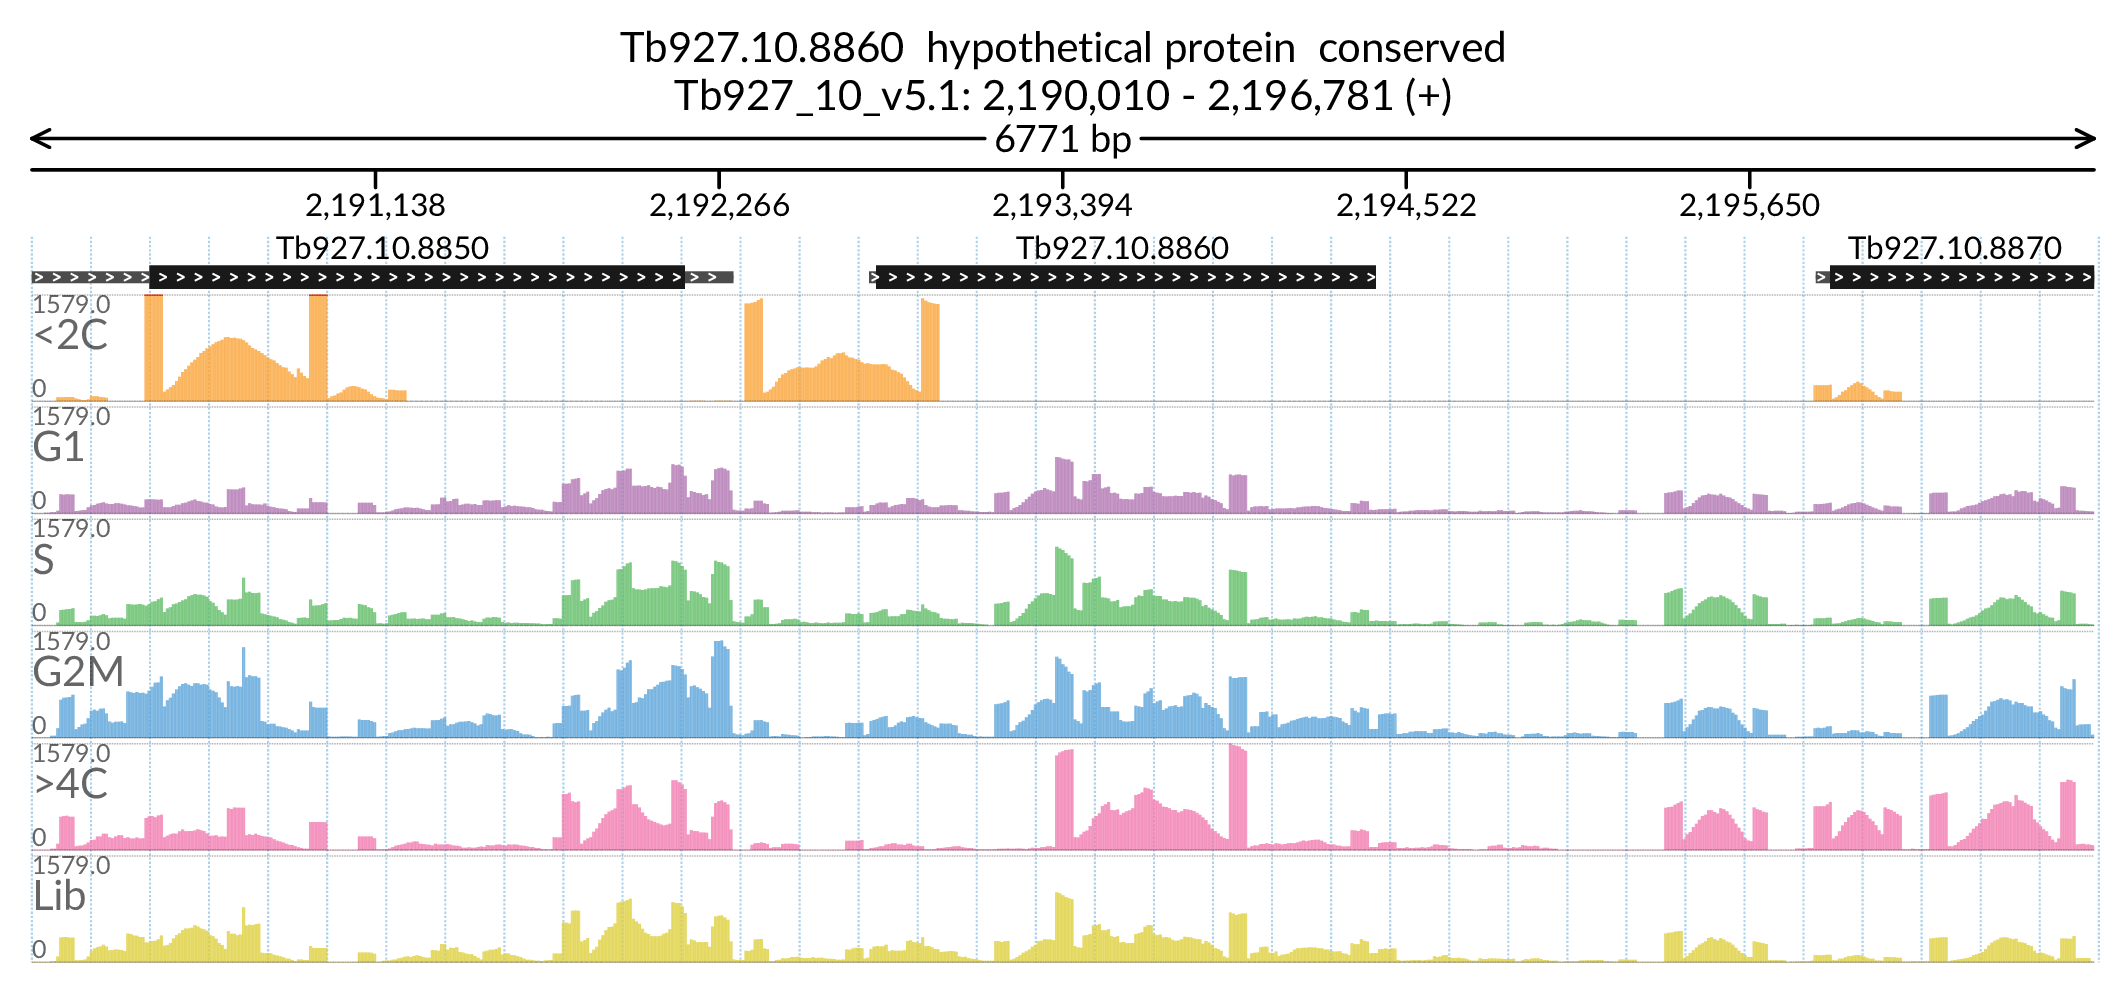 Tb927.10.8860 hypothetical protein conserved
Tb927_10_v5.1: 2,190,010 - 2,196,781 (+)
6771 bp
2,191,138 2,192,266 2,193,394 2,194,522 2,195,650
Tb927.10.8850 Tb927.10.8860 Tb927.10.8870
1579.0
<2C
0
1579.0
G1
0
1579.0
S
0
1579.0
G2M
0
1579.0
>4C
0
1579.0
Lib
0